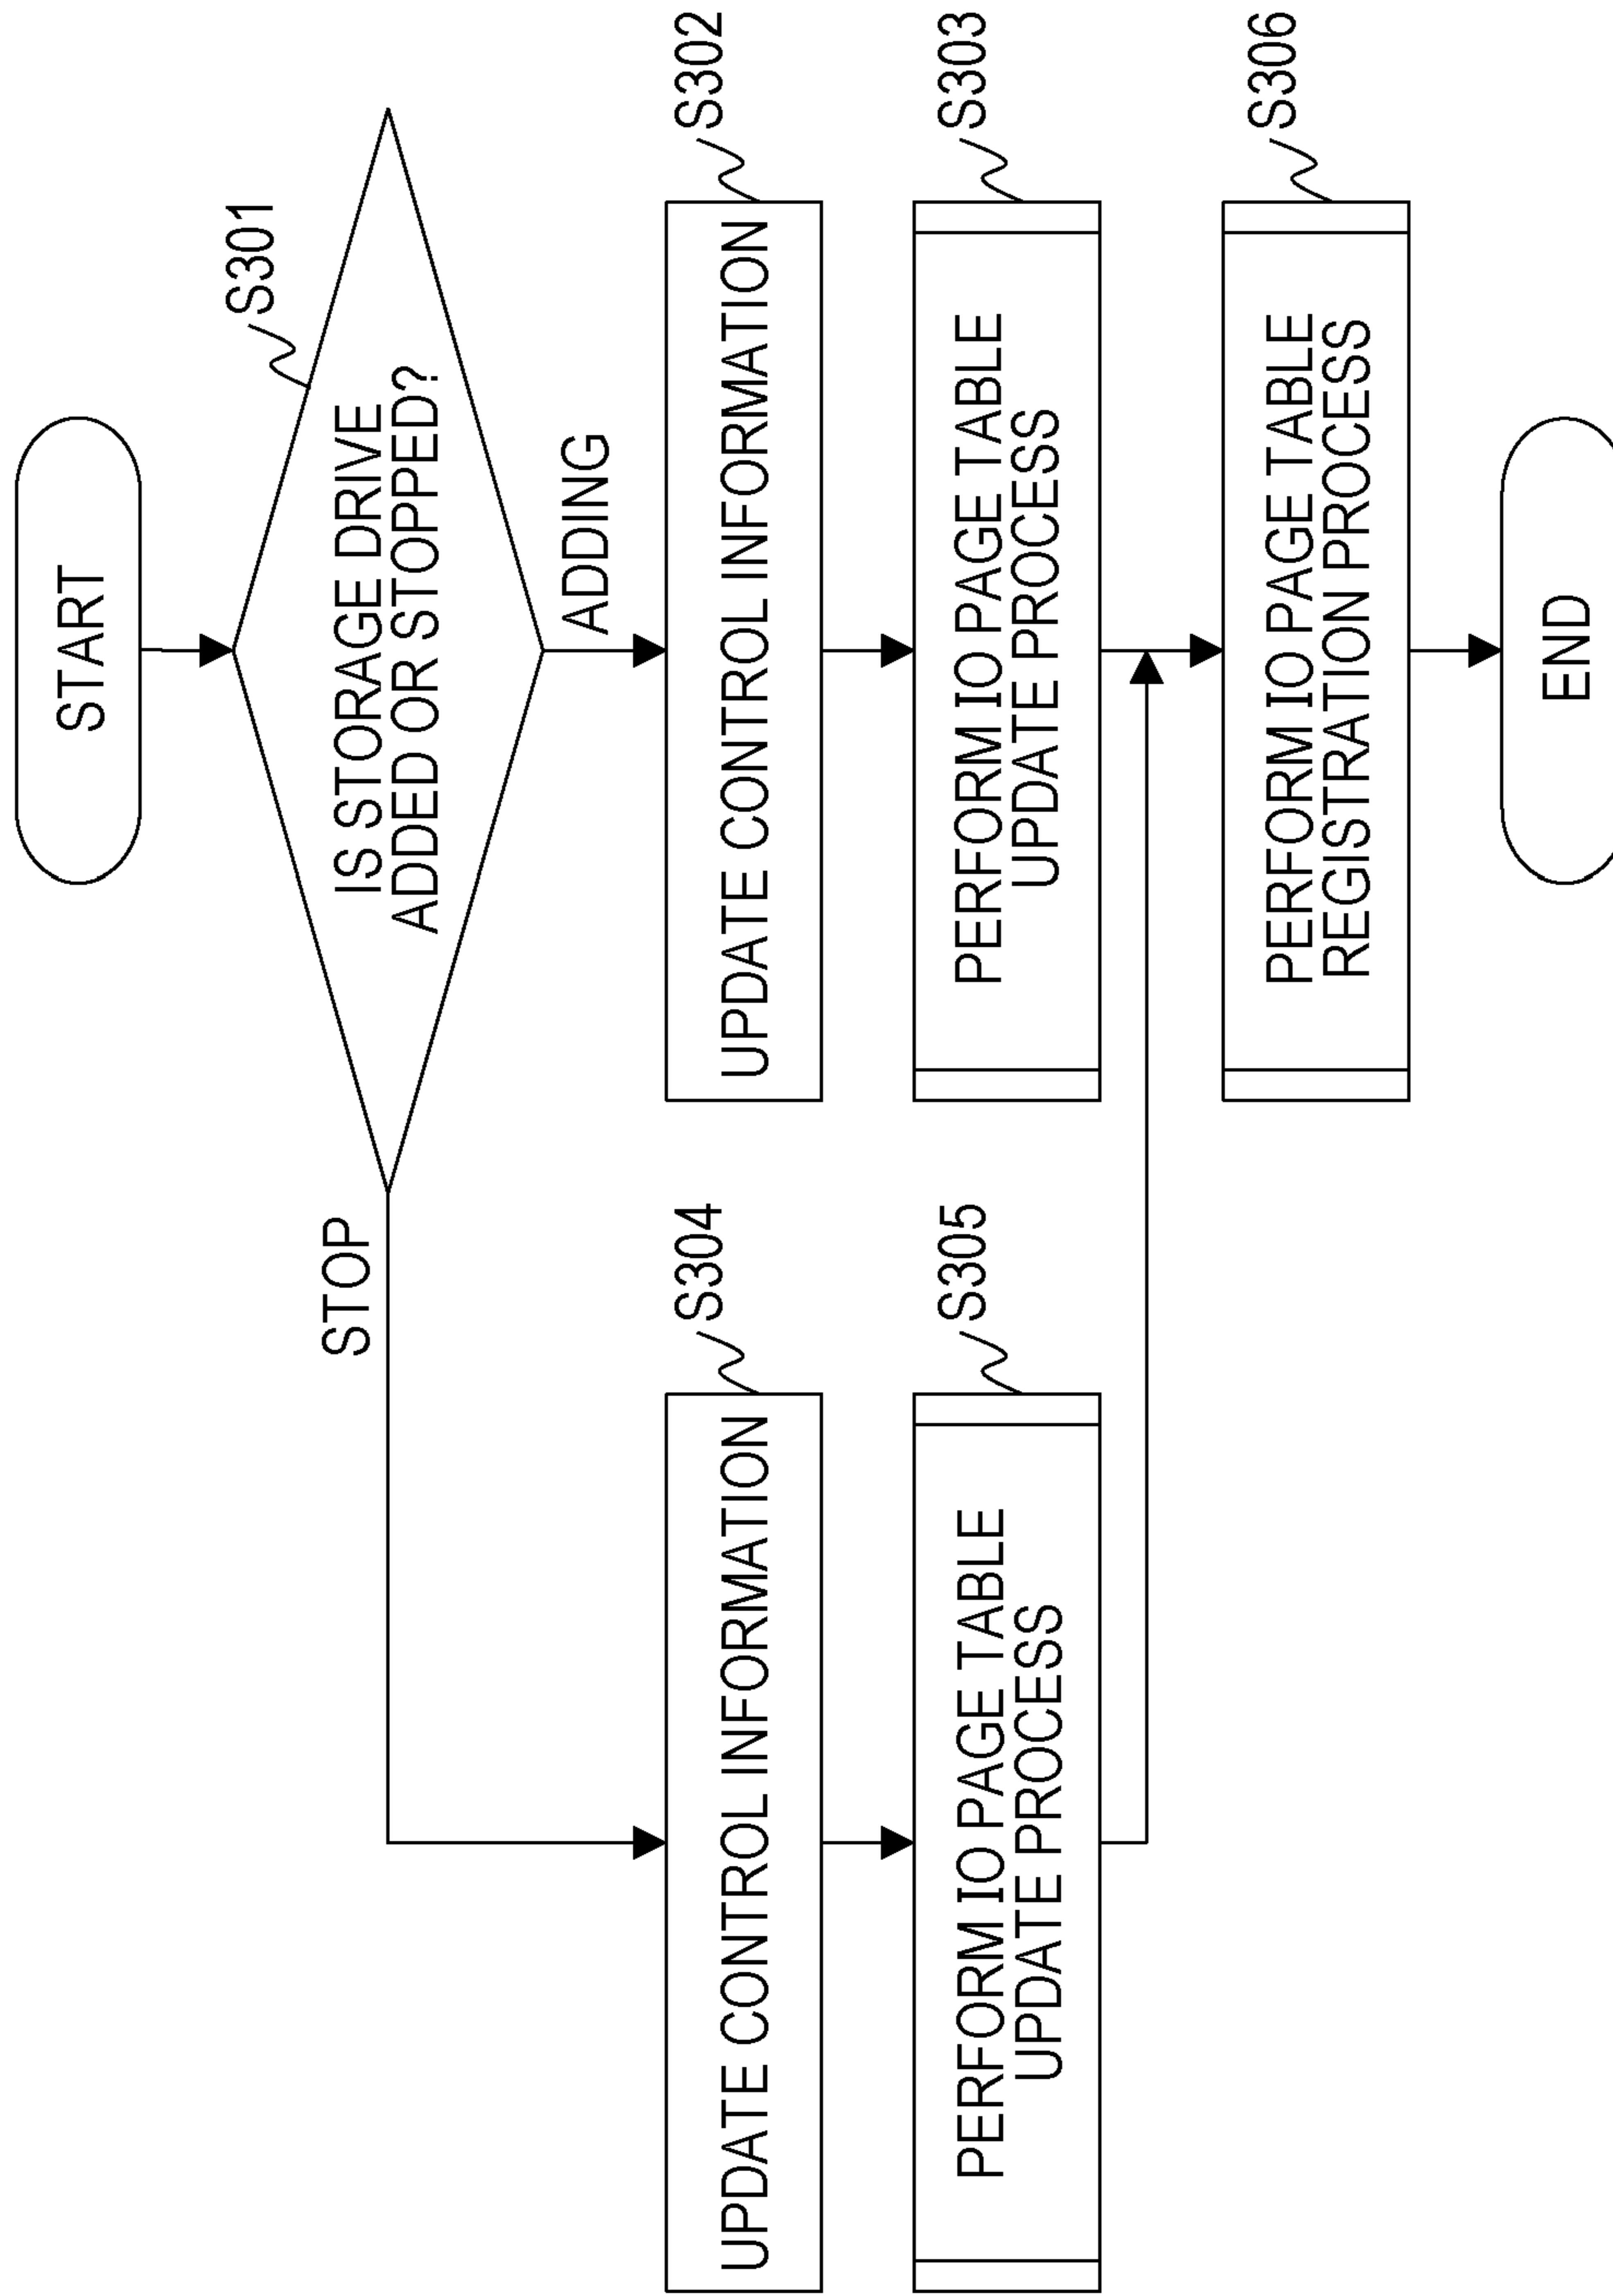 START
S301
IS STORAGE DRIVE
ADDED OR STOPPED?
STOP
ADDING
S304
UPDATE CONTROL INFORMATION
S302
UPDATE CONTROL INFORMATION
S305
PERFORM IO PAGE TABLE
UPDATE PROCESS
S303
PERFORM IO PAGE TABLE
UPDATE PROCESS
S306
PERFORM IO PAGE TABLE
REGISTRATION PROCESS
END